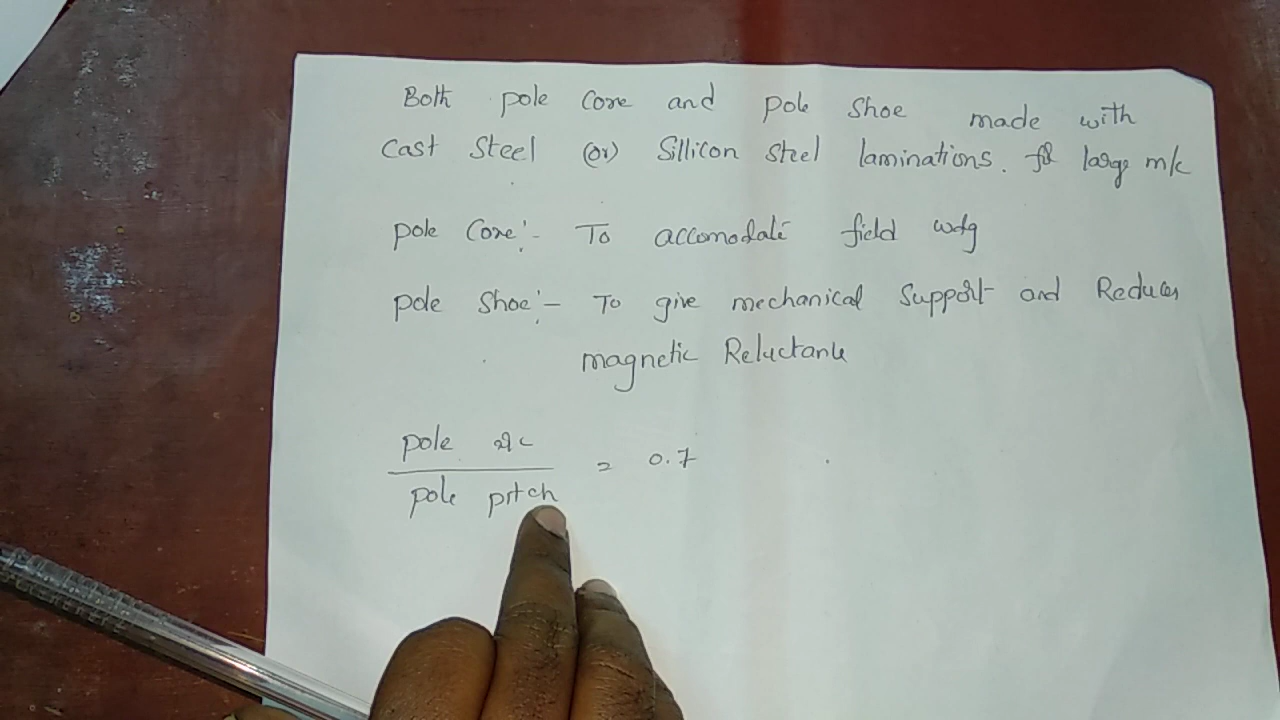 Both pole core and pole shoe made with
Cast Steel (or) Sillicon steel laminations. for large m/c
pole core:- To accomodate field wdg
pole shoe:- To give mechanical Support and Reduces
magnetic Reluctance
pole arc
= 0.7
pole pitch